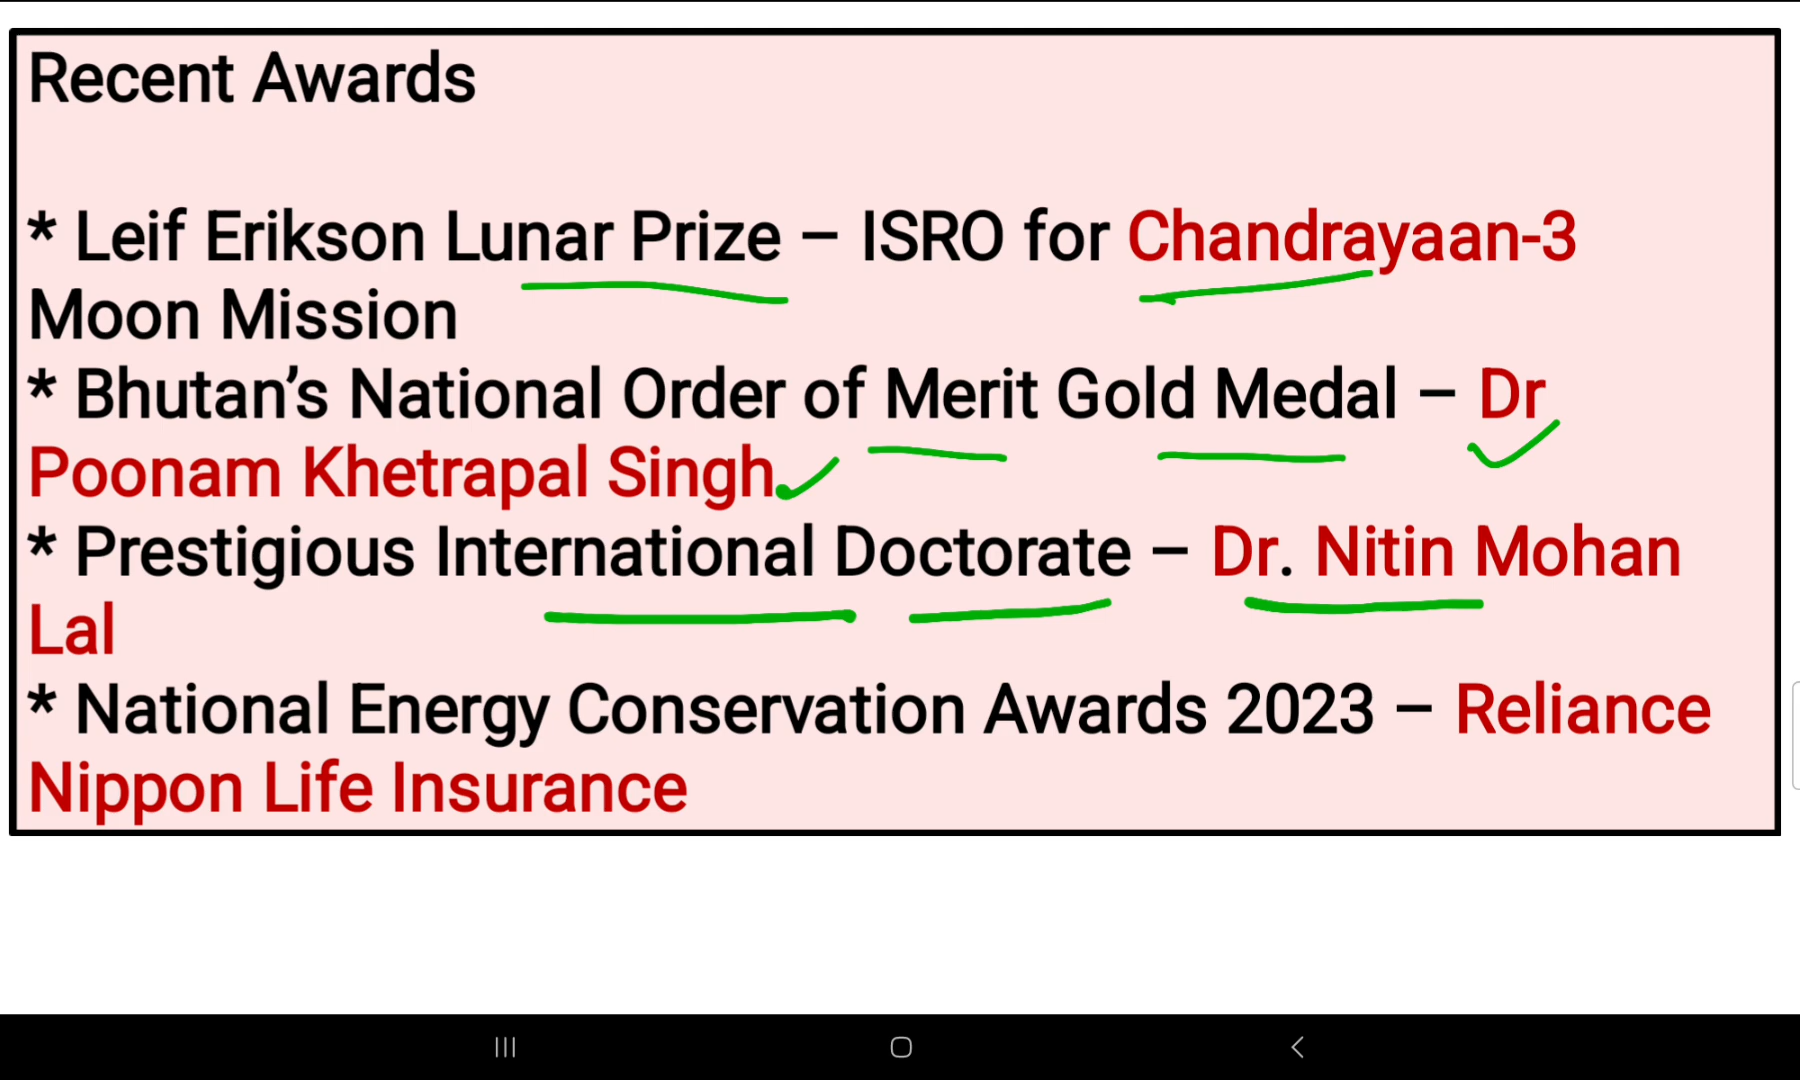 Recent Awards
* Leif Erikson Lunar Prize – ISRO for Chandrayaan-3
Moon Mission
* Bhutan’s National Order of Merit Gold Medal – Dr
Poonam Khetrapal Singh
* Prestigious International Doctorate – Dr. Nitin Mohan
Lal
* National Energy Conservation Awards 2023 – Reliance
Nippon Life Insurance